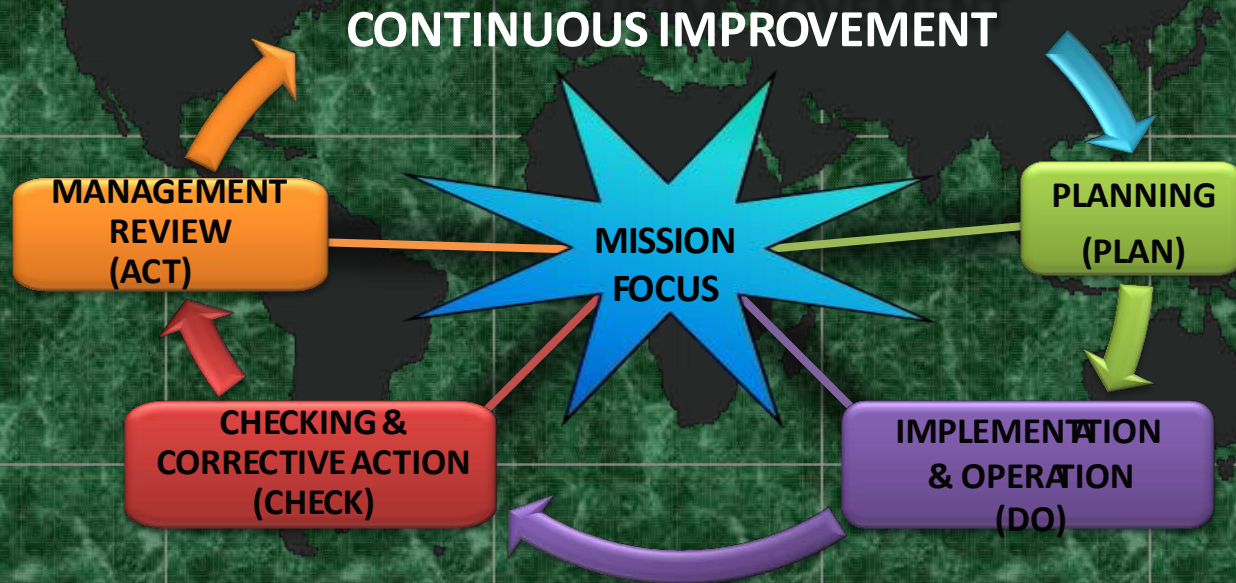 CONTINUOUS IMPROVEMENT
MANAGEMENT
REVIEW
(ACT)
MISSION
FOCUS
PLANNING
(PLAN)
CHECKING &
CORRECTIVE ACTION
(CHECK)
IMPLEMENTATION
& OPERATION
(DO)